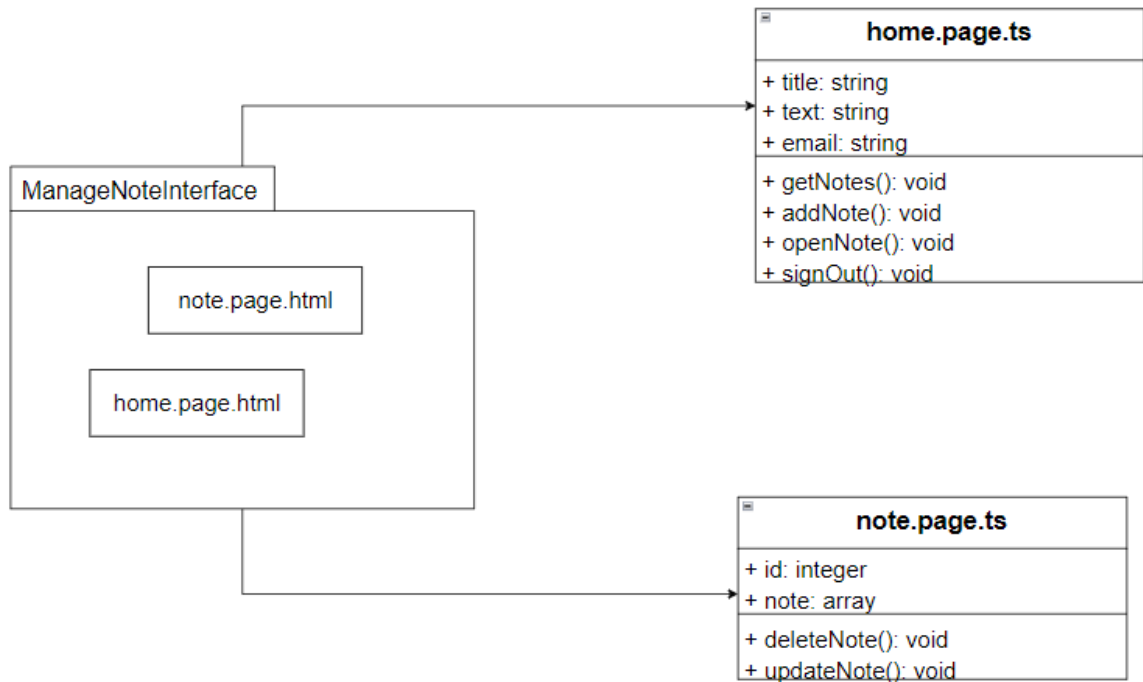 home.page.ts
+ title: string
+ text: string
+ email: string
+ getNotes(): void
+ addNote(): void
+ openNote(): void
+ signOut(): void
ManageNoteInterface
note.page.html
home.page.html
note.page.ts
+ id: integer
+ note: array
+ deleteNote(): void
+ updateNote(): void